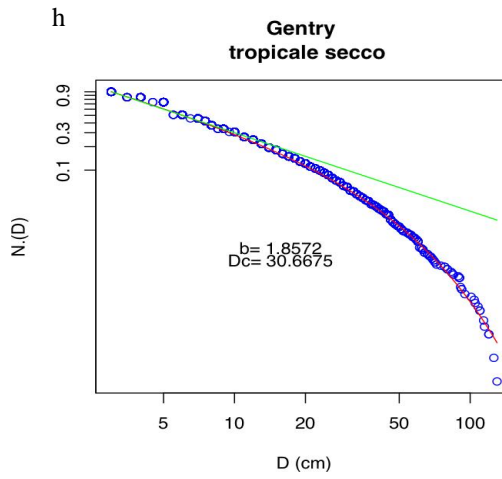 h
Gentry
tropicale secco
0.9
0.3
0.1
N.(D)
b= 1.8572
Dc= 30.6675
5 10 20 50 100
D (cm)